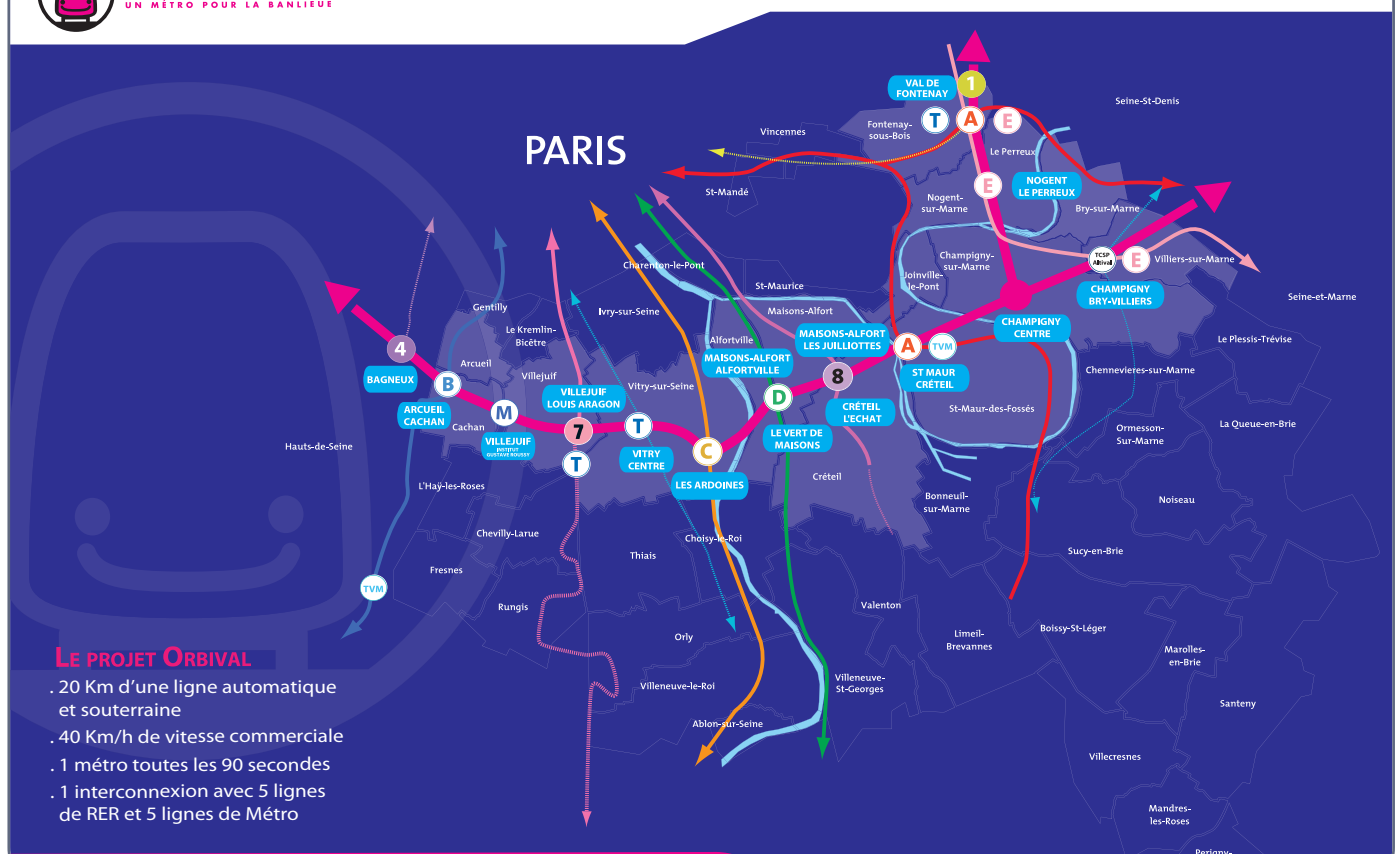 UN MÉTRO POUR LA BANLIEUE
PARIS
VAL DE
FONTENAY
1
T
A
E
Seine-St-Denis
Fontenay-
sous-Bois
Vincennes
Le Perreux
St-Mandé
E
NOGENT
LE PERREUX
Nogent-
sur-Marne
Bry-sur-Marne
Charenton-le-Pont
St-Maurice
Champigny-
sur-Marne
Joinville-
le-Pont
TCSP
Altival
E
Villiers-sur-Marne
CHAMPIGNY
BRY-VILLIERS
Seine-et-Marne
Gentilly
Le Kremlin-
Bicêtre
Ivry-sur-Seine
Maisons-Alfort
CHAMPIGNY
CENTRE
Le Plessis-Trévise
4
Arcueil
Alfortville
MAISONS-ALFORT
LES JUILLIOTTES
MAISONS-ALFORT
ALFORTVILLE
A
TVM
ST MAUR
CRÉTEIL
Chennevieres-sur-Marne
BAGNEUX
B
Villejuif
VILLEJUIF
LOUIS ARAGON
Vitry-sur-Seine
D
8
ARCUEIL
CACHAN
M
Cachan
CRÉTEIL
L'ECHAT
St-Maur-des-Fossés
Hauts-de-Seine
VILLEJUIF
INSTITUT
GUSTAVE ROUSSY
7
T
T
VITRY
CENTRE
C
LE VERT DE
MAISONS
Ormesson-
Sur-Marne
La Queue-en-Brie
LES ARDOINES
Créteil
L'Haÿ-les-Roses
Bonneuil-
sur-Marne
Noiseau
Chevilly-Larue
Choisy-le-Roi
Thiais
Sucy-en-Brie
Fresnes
TVM
Rungis
Valenton
Orly
Limeil-
Brevannes
Boissy-St-Léger
Marolles-
en-Brie
Villeneuve-le-Roi
Villeneuve-
St-Georges
Santeny
Ablon-sur-Seine
Villecresnes
Mandres-
les-Roses
Perigny-
LE PROJET ORBIVAL
. 20 Km d'une ligne automatique
et souterraine
. 40 Km/h de vitesse commerciale
. 1 métro toutes les 90 secondes
. 1 interconnexion avec 5 lignes
de RER et 5 lignes de Métro